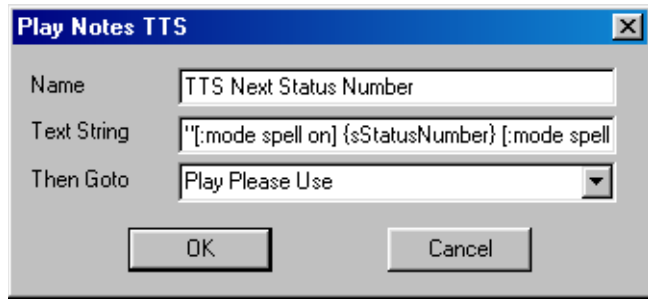 Play Notes TTS
Name TTS Next Status Number
Text String "[:mode spell on] {sStatusNumber} [:mode spell
Then Goto Play Please Use
OK Cancel